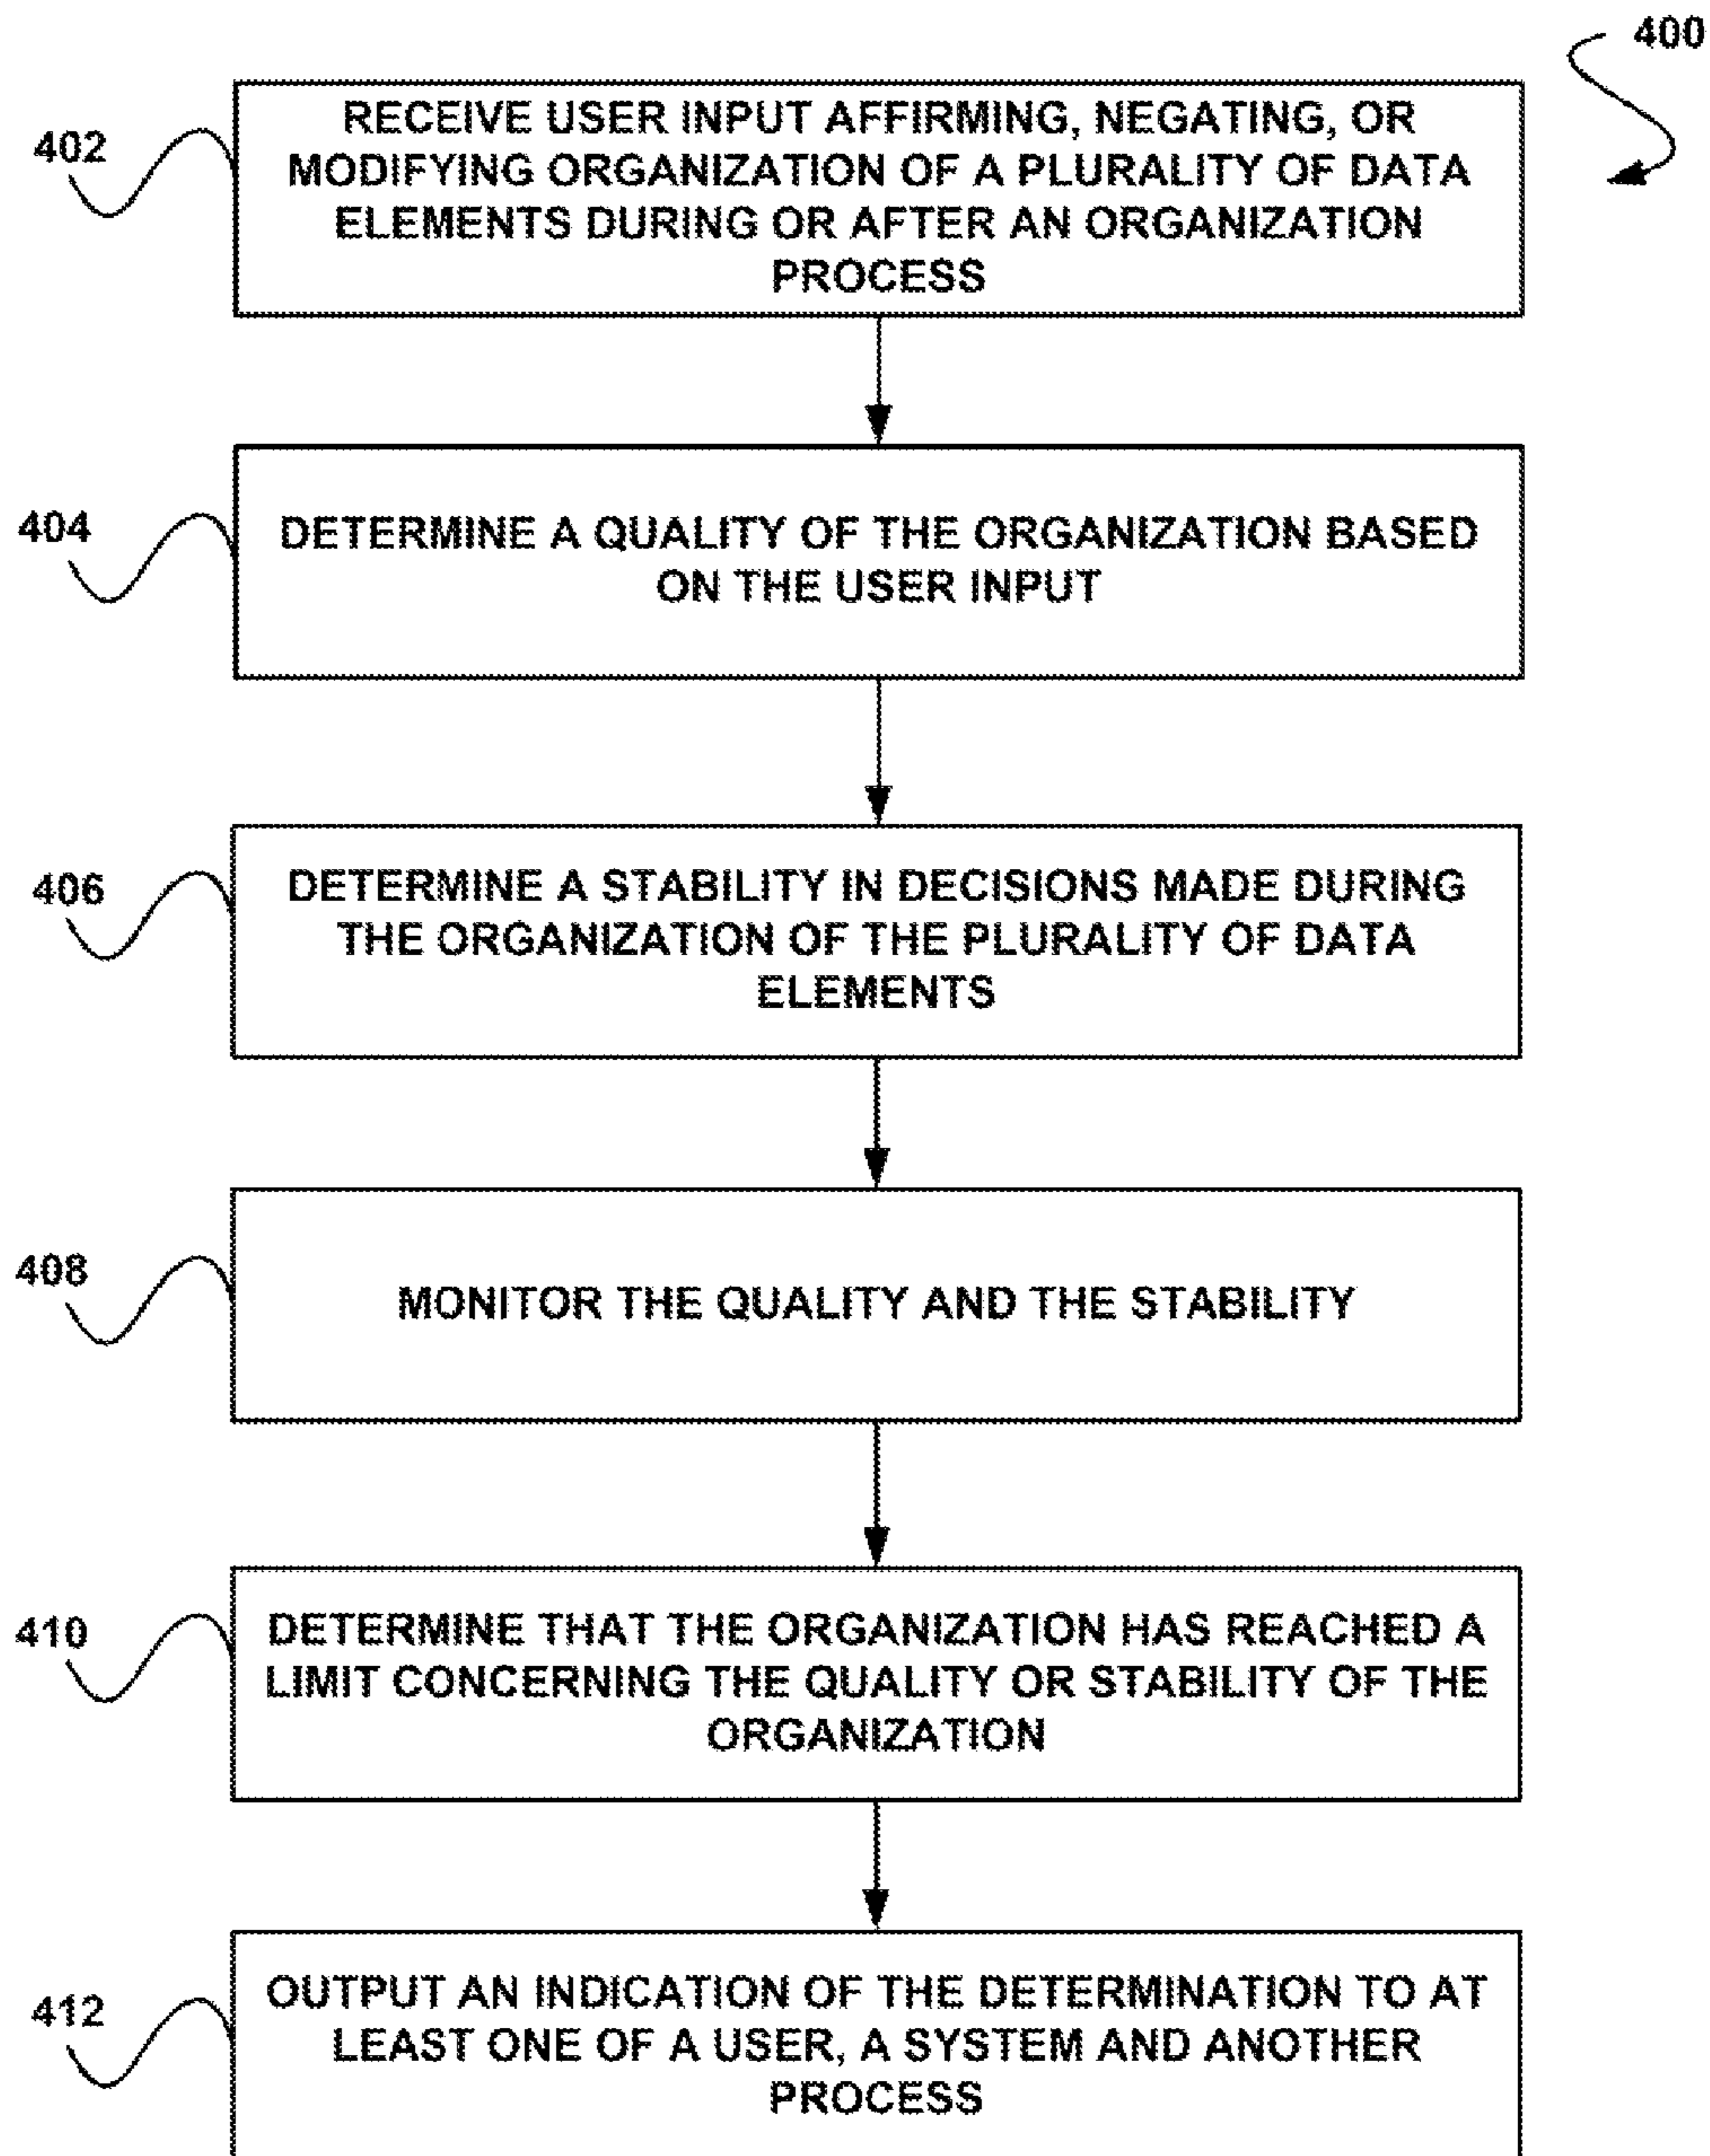 400
402
RECEIVE USER INPUT AFFIRMING, NEGATING, OR
MODIFYING ORGANIZATION OF A PLURALITY OF DATA
ELEMENTS DURING OR AFTER AN ORGANIZATION
PROCESS
404
DETERMINE A QUALITY OF THE ORGANIZATION BASED
ON THE USER INPUT
406
DETERMINE A STABILITY IN DECISIONS MADE DURING
THE ORGANIZATION OF THE PLURALITY OF DATA
ELEMENTS
408
MONITOR THE QUALITY AND THE STABILITY
410
DETERMINE THAT THE ORGANIZATION HAS REACHED A
LIMIT CONCERNING THE QUALITY OR STABILITY OF THE
ORGANIZATION
412
OUTPUT AN INDICATION OF THE DETERMINATION TO AT
LEAST ONE OF A USER, A SYSTEM AND ANOTHER
PROCESS